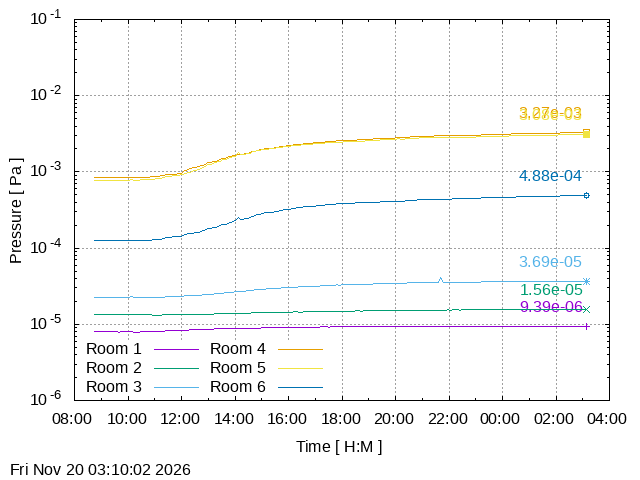 10^-1
10^-2
10^-3
10^-4
10^-5
10^-6
Pressure [ Pa ]
3.27e-03
4.88e-04
3.69e-05
1.56e-05
9.39e-06
Room 1 Room 4
Room 2 Room 5
Room 3 Room 6
08:00 10:00 12:00 14:00 16:00 18:00 20:00 22:00 00:00 02:00 04:00
Time [ H:M ]
Fri Nov 20 03:10:02 2026